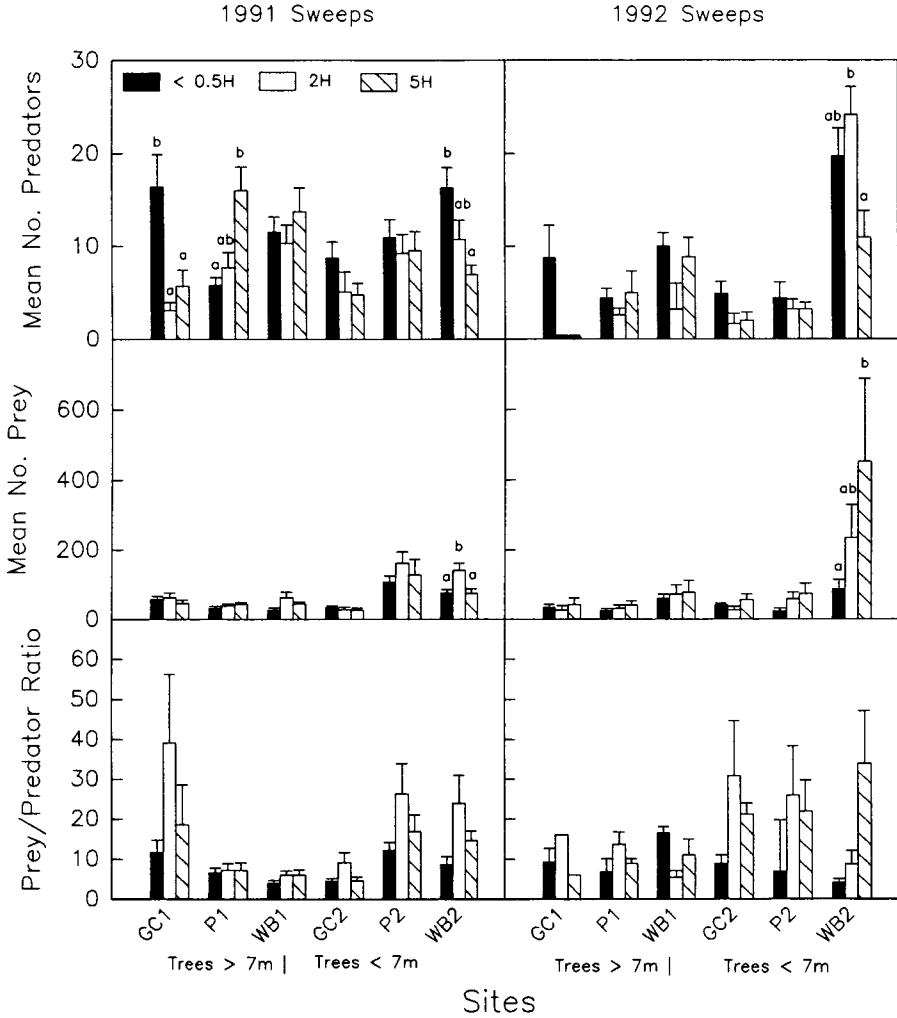 1991 Sweeps 1992 Sweeps
Mean No. Predators
30
20
10
0
< 0.5H 2H 5H
b a a a ab b b ab a
ab b a
Mean No. Prey
600
400
200
0
a b a
a ab b
Prey/Predator Ratio
60
50
40
30
20
10
0
GC1 P1 WB1 GC2 P2 WB2 GC1 P1 WB1 GC2 P2 WB2
Trees > 7m | Trees < 7m Trees > 7m | Trees < 7m
Sites